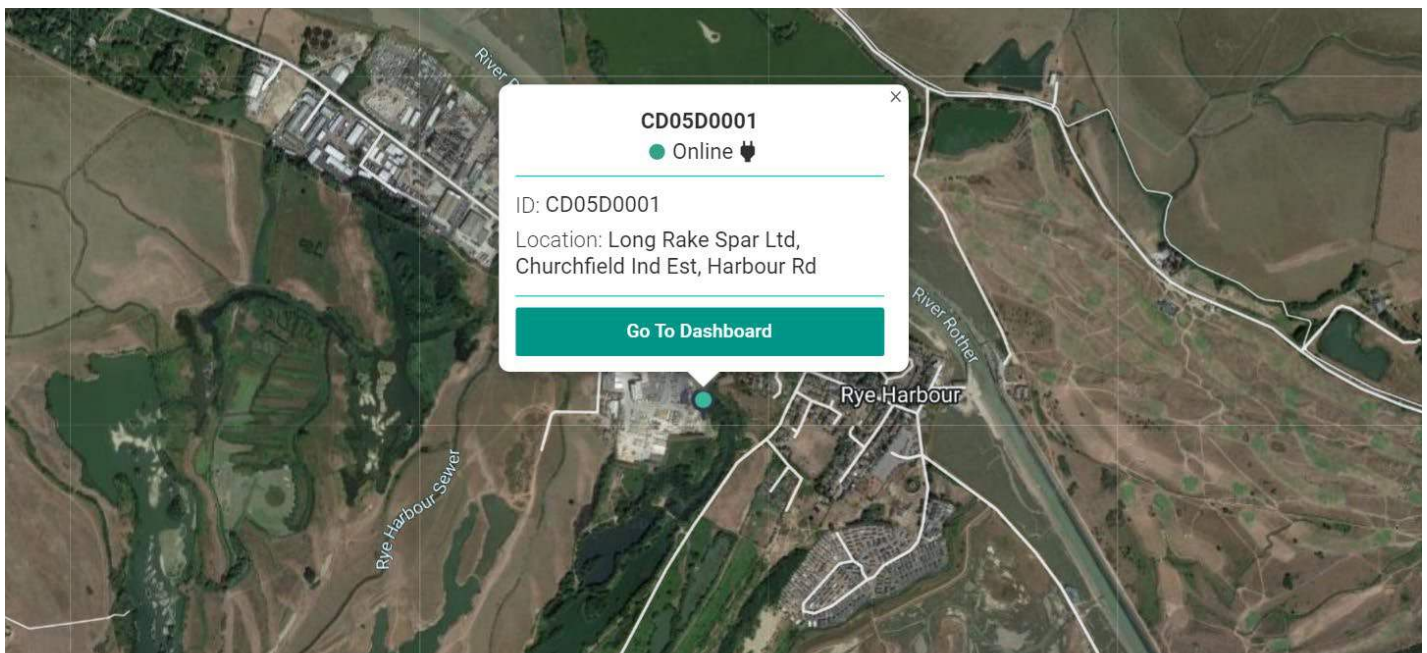 River
CD05D0001
Online
ID: CD05D0001
Location: Long Rake Spar Ltd,
Churchfield Ind Est, Harbour Rd
Go To Dashboard
River Rother
Rye Harbour
Rye Harbour Sewer